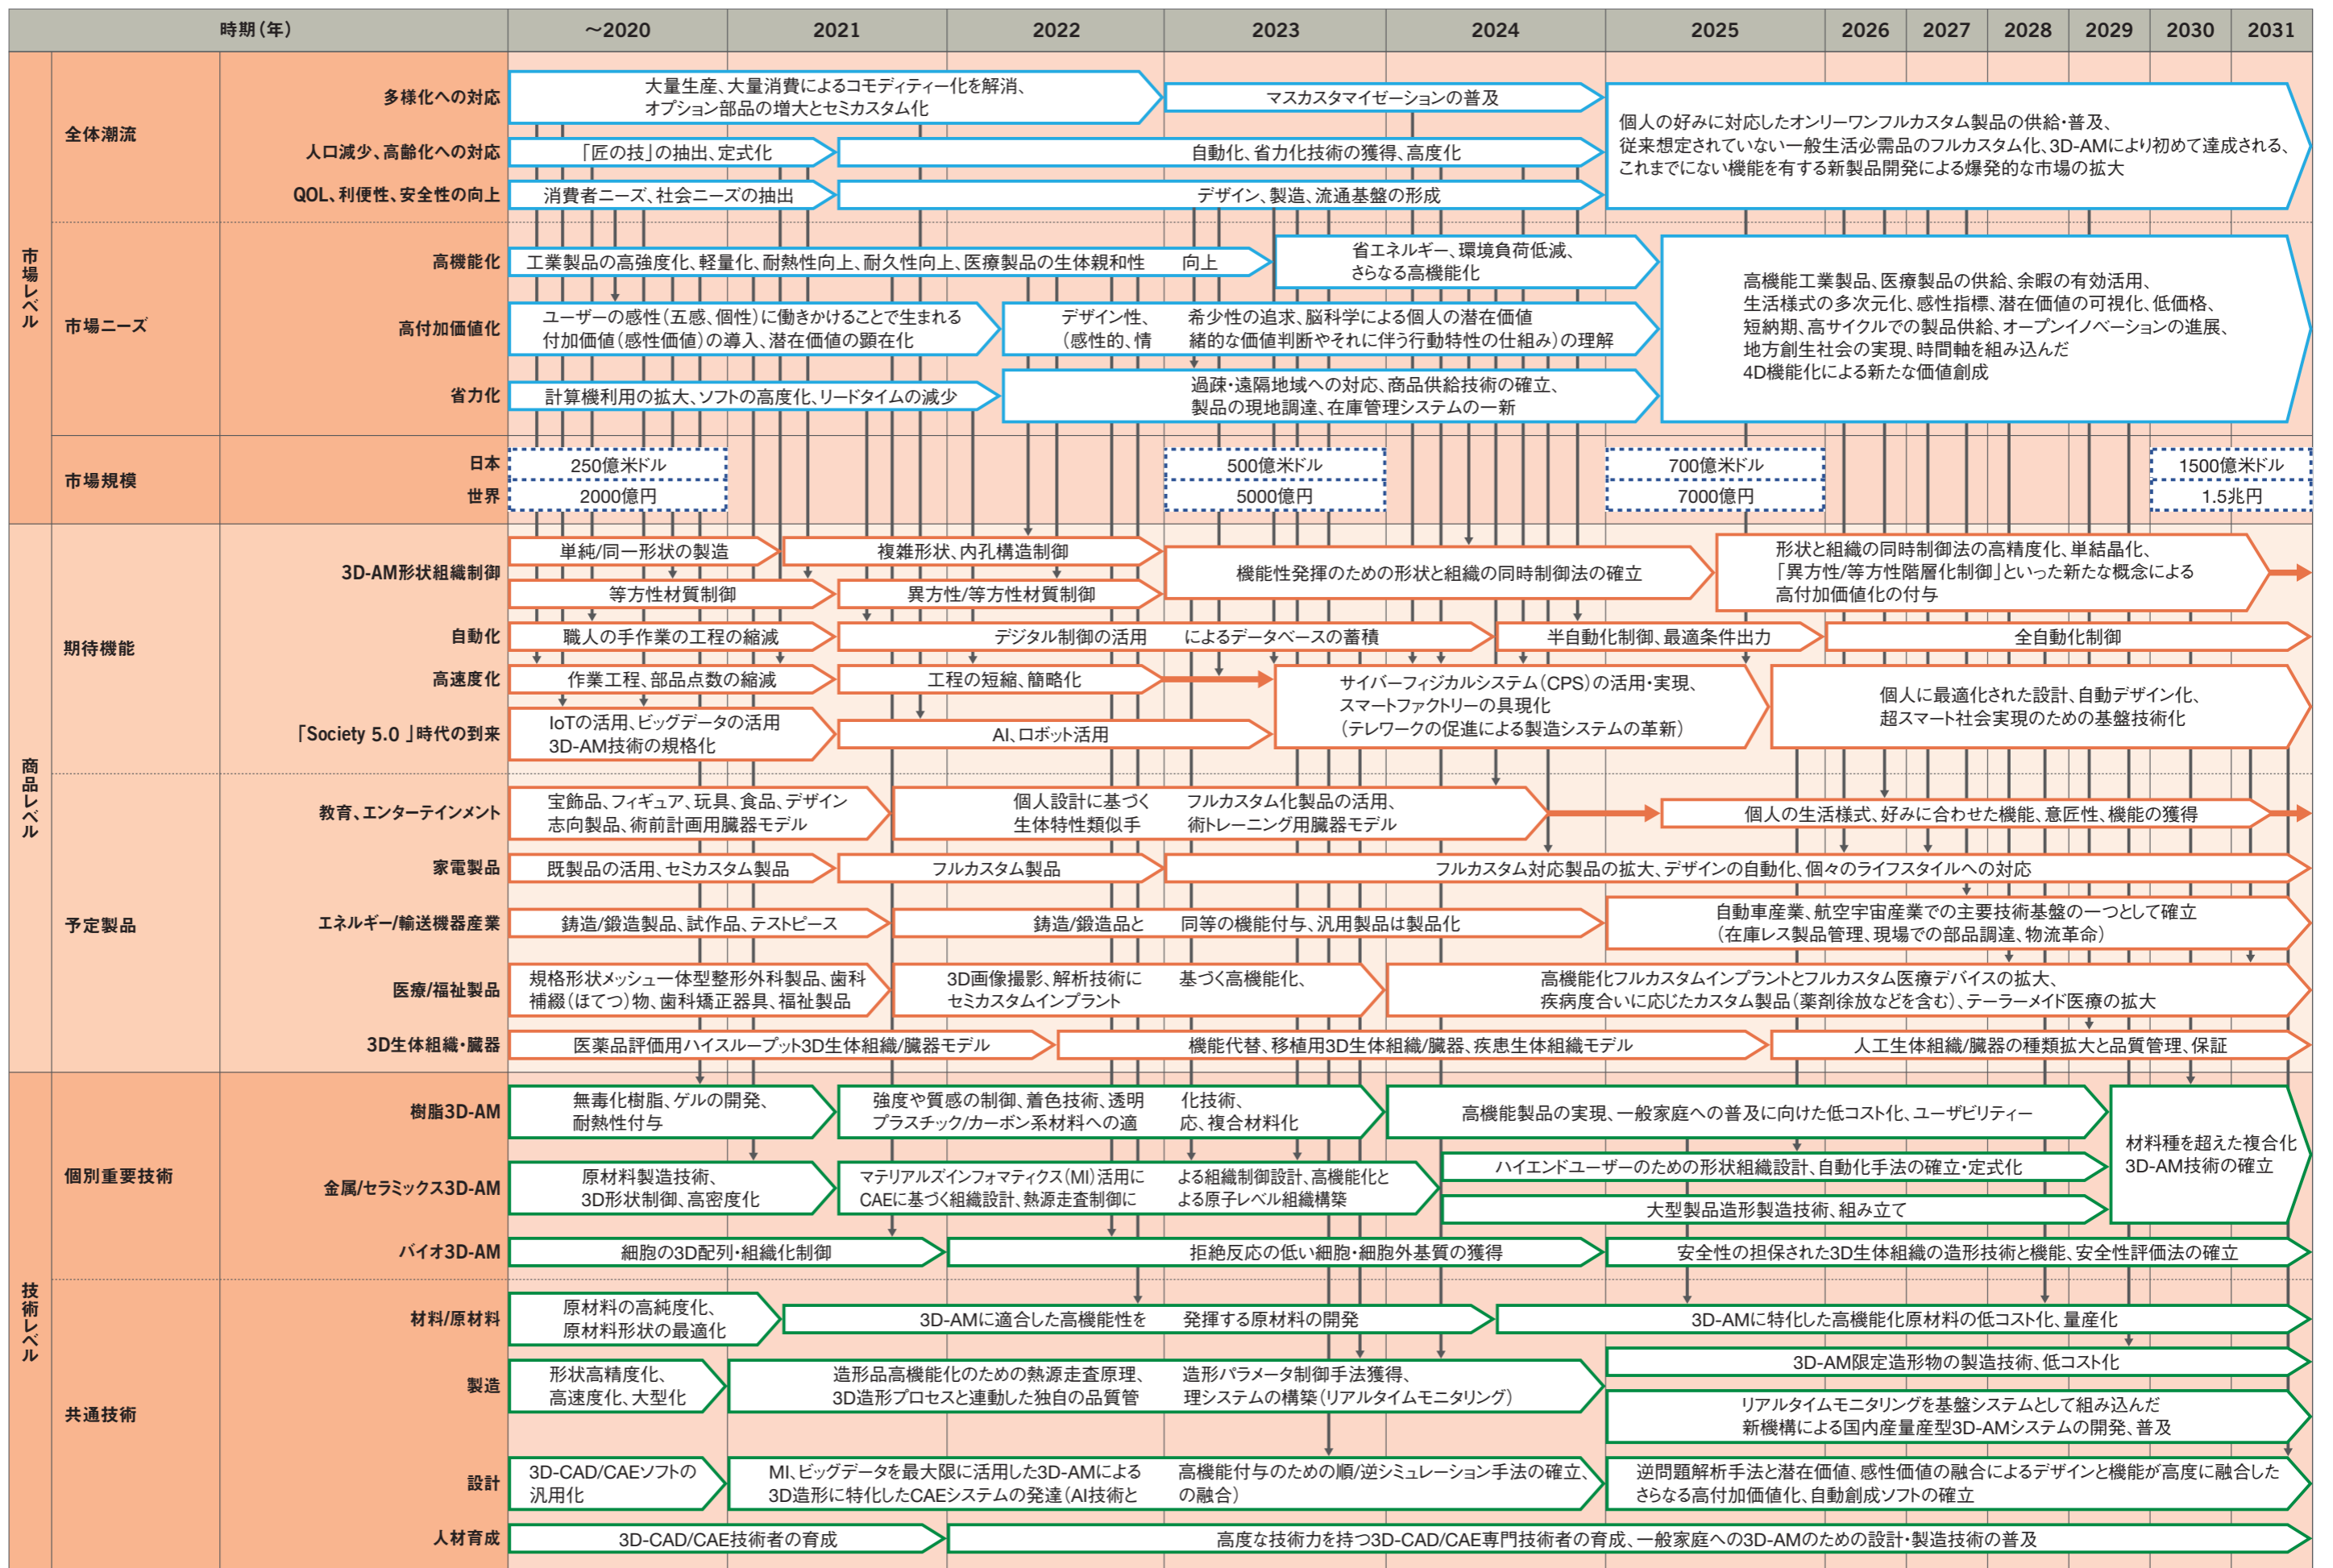 時期（年）
～2020
2021
2022
2023
2024
2025
2026
2027
2028
2029
2030
2031
市場レベル
全体潮流
多様化への対応
大量生産、大量消費によるコモディティー化を解消、
オプション部品の増大とセミカスタム化
マスカスタマイゼーションの普及
個人の好みに対応したオンリーワンフルカスタム製品の供給・普及、
従来想定されていない一般生活必需品のフルカスタム化、3D-AMにより初めて達成される、
これまでにない機能を有する新製品開発による爆発的な市場の拡大
人口減少、高齢化への対応
「匠の技」の抽出、定式化
自動化、省力化技術の獲得、高度化
QOL、利便性、安全性の向上
消費者ニーズ、社会ニーズの抽出
デザイン、製造、流通基盤の形成
市場ニーズ
高機能化
工業製品の高強度化、軽量化、耐熱性向上、耐久性向上、医療製品の生体親和性　向上
省エネルギー、環境負荷低減、
さらなる高機能化
高機能工業製品、医療製品の供給、余暇の有効活用、
生活様式の多次元化、感性指標、潜在価値の可視化、低価格、
短納期、高サイクルでの製品供給、オープンイノベーションの進展、
地方創生社会の実現、時間軸を組み込んだ
4D機能化による新たな価値創成
高付加価値化
ユーザーの感性（五感、個性）に働きかけることで生まれる
付加価値（感性価値）の導入、潜在価値の顕在化
デザイン性、　希少性の追求、脳科学による個人の潜在価値
（感性的、情　緒的な価値判断やそれに伴う行動特性の仕組み）の理解
省力化
計算機利用の拡大、ソフトの高度化、リードタイムの減少
過疎・遠隔地域への対応、商品供給技術の確立、
製品の現地調達、在庫管理システムの一新
市場規模
日本
250億米ドル
500億米ドル
700億米ドル
1500億米ドル
世界
2000億円
5000億円
7000億円
1.5兆円
商品レベル
期待機能
3D-AM形状組織制御
単純/同一形状の製造
複雑形状、内孔構造制御
等方性材質制御
異方性/等方性材質制御
機能性発揮のための形状と組織の同時制御法の確立
形状と組織の同時制御法の高精度化、単結晶化、
「異方性/等方性階層化制御」といった新たな概念による
高付加価値化の付与
自動化
職人の手作業の工程の縮減
デジタル制御の活用　によるデータベースの蓄積
半自動化制御、最適条件出力
全自動化制御
高速度化
作業工程、部品点数の縮減
工程の短縮、簡略化
サイバーフィジカルシステム（CPS）の活用・実現、
スマートファクトリーの具現化
（テレワークの促進による製造システムの革新）
個人に最適化された設計、自動デザイン化、
超スマート社会実現のための基盤技術化
「Society 5.0 」時代の到来
IoTの活用、ビッグデータの活用
3D-AM技術の規格化
AI、ロボット活用
予定製品
教育、エンターテインメント
宝飾品、フィギュア、玩具、食品、デザイン
志向製品、術前計画用臓器モデル
個人設計に基づく　フルカスタム化製品の活用、
生体特性類似手　術トレーニング用臓器モデル
個人の生活様式、好みに合わせた機能、意匠性、機能の獲得
家電製品
既製品の活用、セミカスタム製品
フルカスタム製品
フルカスタム対応製品の拡大、デザインの自動化、個々のライフスタイルへの対応
エネルギー/輸送機器産業
鋳造/鍛造製品、試作品、テストピース
鋳造/鍛造品と　同等の機能付与、汎用製品は製品化
自動車産業、航空宇宙産業での主要技術基盤の一つとして確立
（在庫レス製品管理、現場での部品調達、物流革命）
医療/福祉製品
規格形状メッシュ一体型整形外科製品、歯科
補綴（ほてつ）物、歯科矯正器具、福祉製品
3D画像撮影、解析技術に　基づく高機能化、
セミカスタムインプラント
高機能化フルカスタムインプラントとフルカスタム医療デバイスの拡大、
疾病度合いに応じたカスタム製品（薬剤徐放などを含む）、テーラーメイド医療の拡大
3D生体組織・臓器
医薬品評価用ハイスループット3D生体組織/臓器モデル
機能代替、移植用3D生体組織/臓器、疾患生体組織モデル
人工生体組織/臓器の種類拡大と品質管理、保証
技術レベル
個別重要技術
樹脂3D-AM
無毒化樹脂、ゲルの開発、
耐熱性付与
強度や質感の制御、着色技術、透明　化技術、
プラスチック/カーボン系材料への適　応、複合材料化
高機能製品の実現、一般家庭への普及に向けた低コスト化、ユーザビリティー
材料種を超えた複合化
3D-AM技術の確立
金属/セラミックス3D-AM
原材料製造技術、
3D形状制御、高密度化
マテリアルズインフォマティクス（MI）活用に　よる組織制御設計、高機能化と
CAEに基づく組織設計、熱源走査制御に　よる原子レベル組織構築
ハイエンドユーザーのための形状組織設計、自動化手法の確立・定式化
大型製品造形製造技術、組み立て
バイオ3D-AM
細胞の3D配列・組織化制御
拒絶反応の低い細胞・細胞外基質の獲得
安全性の担保された3D生体組織の造形技術と機能、安全性評価法の確立
共通技術
材料/原材料
原材料の高純度化、
原材料形状の最適化
3D-AMに適合した高機能性を　発揮する原材料の開発
3D-AMに特化した高機能化原材料の低コスト化、量産化
製造
形状高精度化、
高速度化、大型化
造形品高機能化のための熱源走査原理、　造形パラメータ制御手法獲得、
3D造形プロセスと連動した独自の品質管　理システムの構築（リアルタイムモニタリング）
3D-AM限定造形物の製造技術、低コスト化
リアルタイムモニタリングを基盤システムとして組み込んだ
新機構による国内産量産型3D-AMシステムの開発、普及
設計
3D-CAD/CAEソフトの
汎用化
MI、ビッグデータを最大限に活用した3D-AMによる　高機能付与のための順/逆シミュレーション手法の確立、
3D造形に特化したCAEシステムの発達（AI技術と　の融合）
逆問題解析手法と潜在価値、感性価値の融合によるデザインと機能が高度に融合した
さらなる高付加価値化、自動創成ソフトの確立
人材育成
3D-CAD/CAE技術者の育成
高度な技術力を持つ3D-CAD/CAE専門技術者の育成、一般家庭への3D-AMのための設計・製造技術の普及